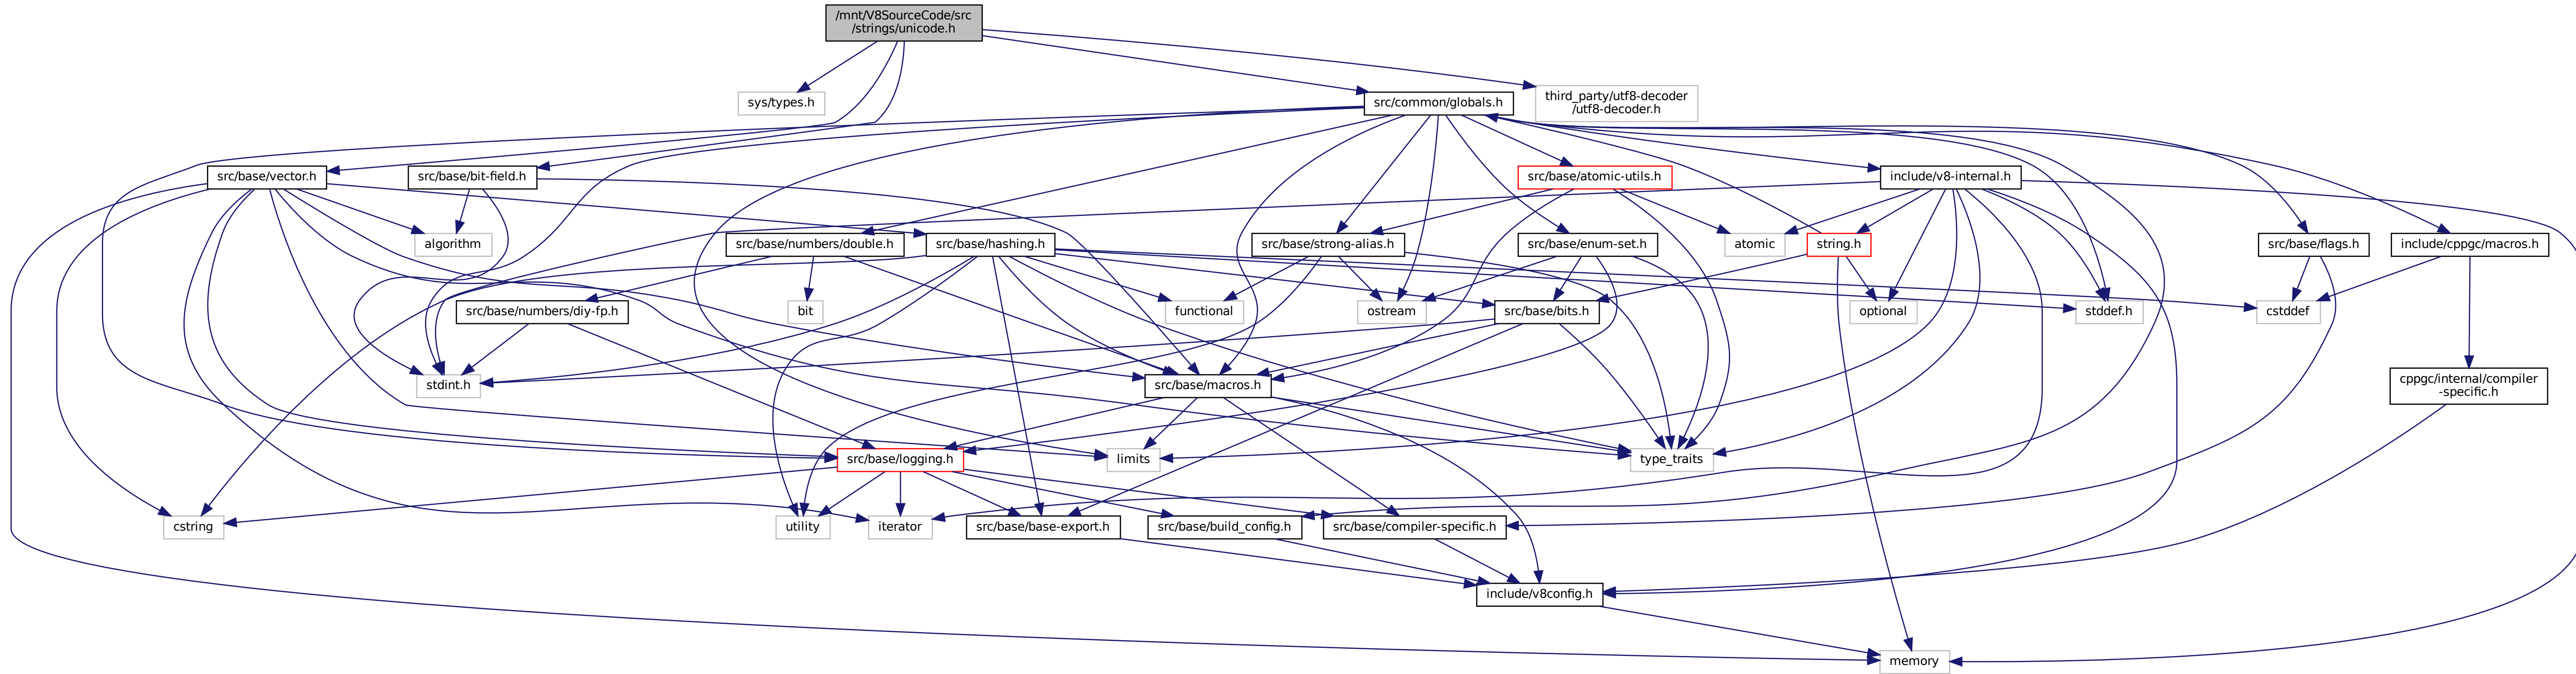 /mnt/V8SourceCode/src
/strings/unicode.h
sys/types.h
src/common/globals.h
third_party/utf8-decoder
/utf8-decoder.h
src/base/vector.h
src/base/bit-field.h
src/base/atomic-utils.h
include/v8-internal.h
algorithm
src/base/numbers/double.h
src/base/hashing.h
src/base/strong-alias.h
src/base/enum-set.h
atomic
string.h
src/base/flags.h
include/cppgc/macros.h
src/base/numbers/diy-fp.h
bit
functional
ostream
src/base/bits.h
optional
stddef.h
cstddef
stdint.h
src/base/macros.h
cppgc/internal/compiler
-specific.h
src/base/logging.h
limits
type_traits
cstring
utility
iterator
src/base/base-export.h
src/base/build_config.h
src/base/compiler-specific.h
include/v8config.h
memory